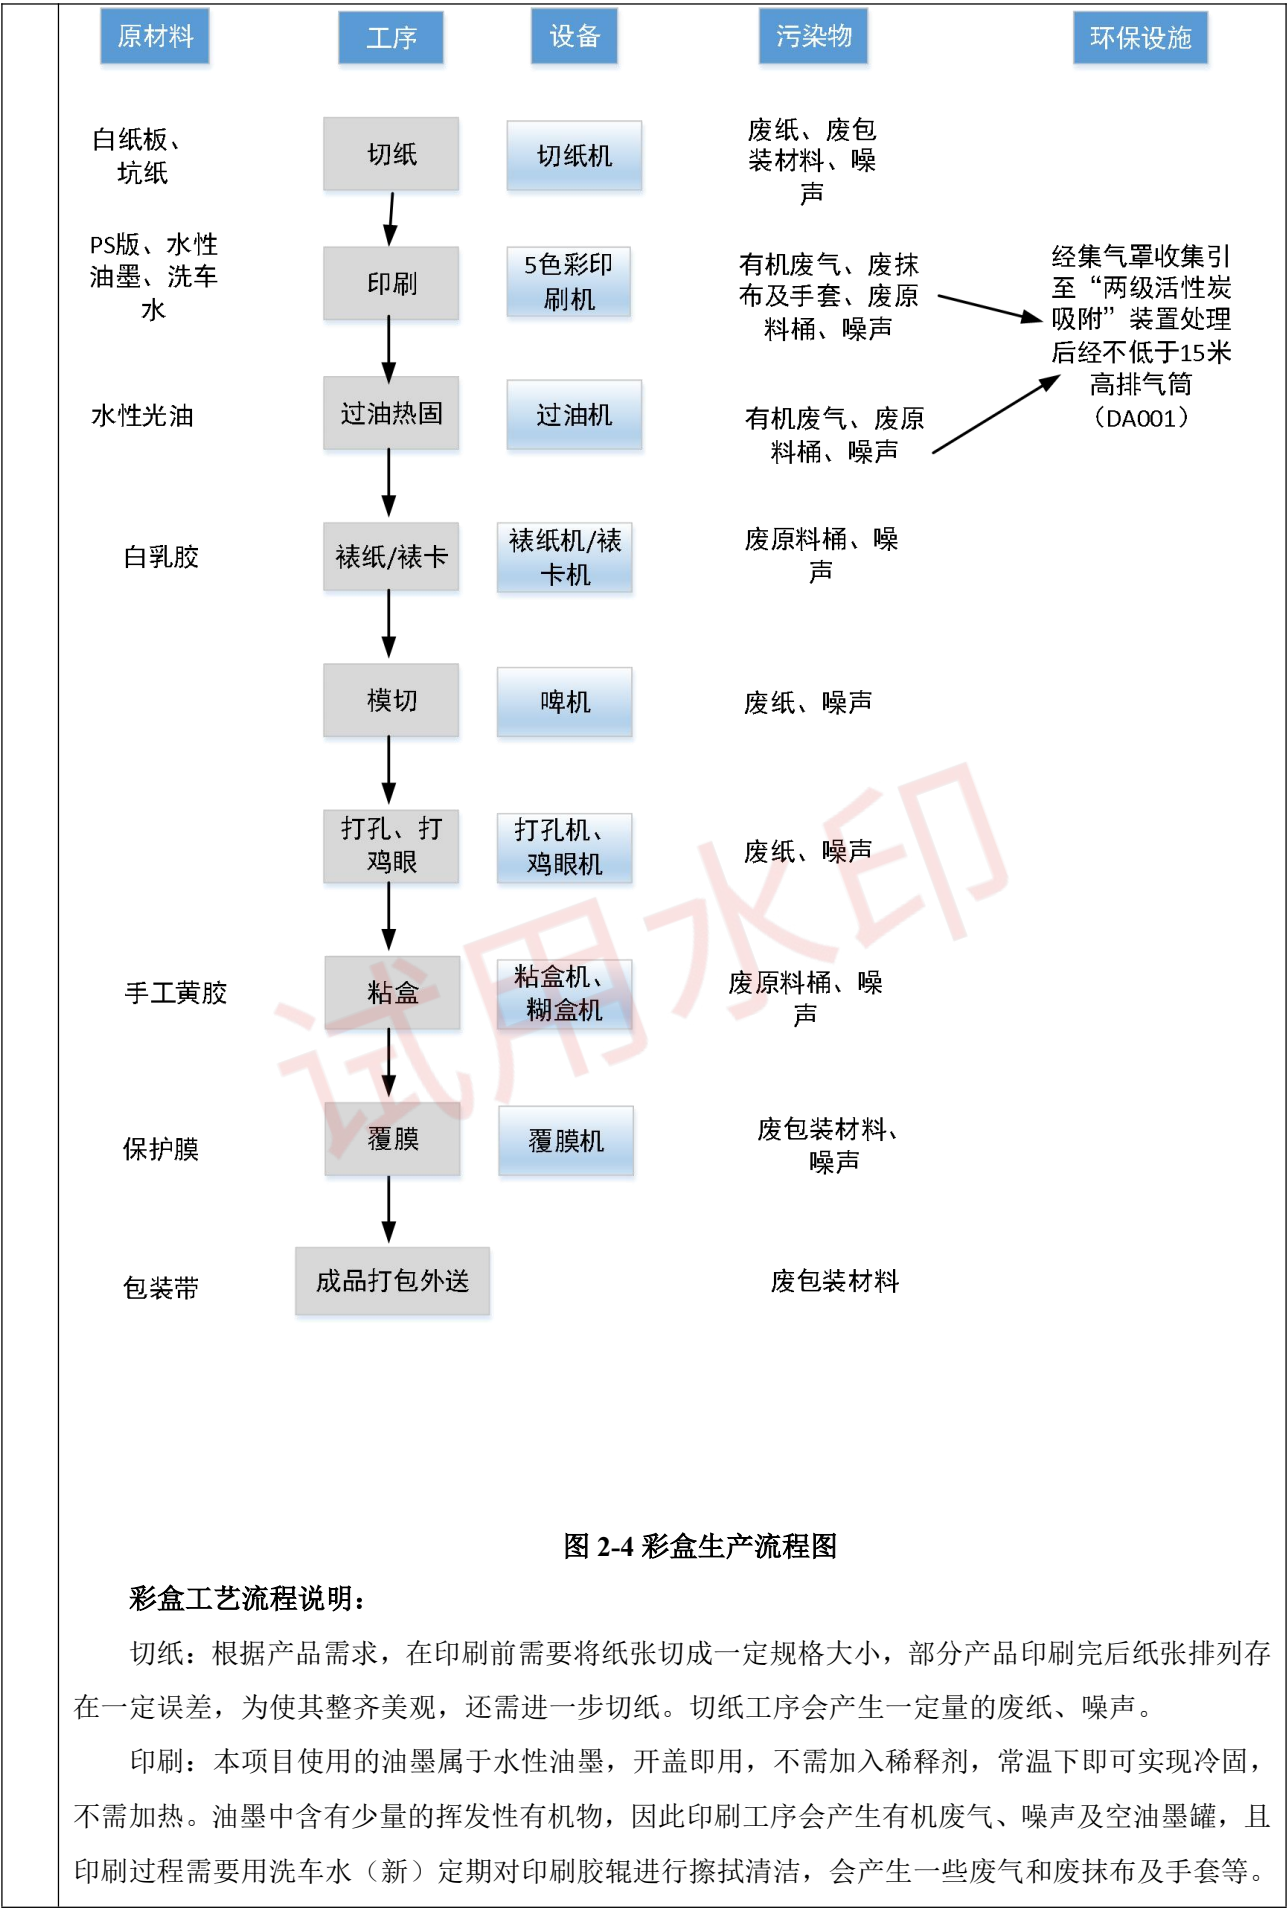 原材料 工序 设备 污染物 环保设施
白纸板、
坑纸
切纸
切纸机
废纸、废包
装材料、噪
声
PS版、水性
油墨、洗车
水
印刷
5色彩印
刷机
有机废气、废抹
布及手套、废原
料桶、噪声
经集气罩收集引
至“两级活性炭
吸附”装置处理
后经不低于15米
高排气筒
（DA001）
水性光油
过油热固
过油机
有机废气、废原
料桶、噪声
白乳胶
裱纸/裱卡
裱纸机/裱
卡机
废原料桶、噪
声
模切
啤机
废纸、噪声
打孔、打
鸡眼
打孔机、
鸡眼机
废纸、噪声
手工黄胶
粘盒
粘盒机、
糊盒机
废原料桶、噪
声
保护膜
覆膜
覆膜机
废包装材料、
噪声
包装带
成品打包外送
废包装材料
试用水印
图 2-4 彩盒生产流程图
彩盒工艺流程说明：
切纸：根据产品需求，在印刷前需要将纸张切成一定规格大小，部分产品印刷完后纸张排列存
在一定误差，为使其整齐美观，还需进一步切纸。切纸工序会产生一定量的废纸、噪声。
印刷：本项目使用的油墨属于水性油墨，开盖即用，不需加入稀释剂，常温下即可实现冷固，
不需加热。油墨中含有少量的挥发性有机物，因此印刷工序会产生有机废气、噪声及空油墨罐，且
印刷过程需要用洗车水（新）定期对印刷胶辊进行擦拭清洁，会产生一些废气和废抹布及手套等。